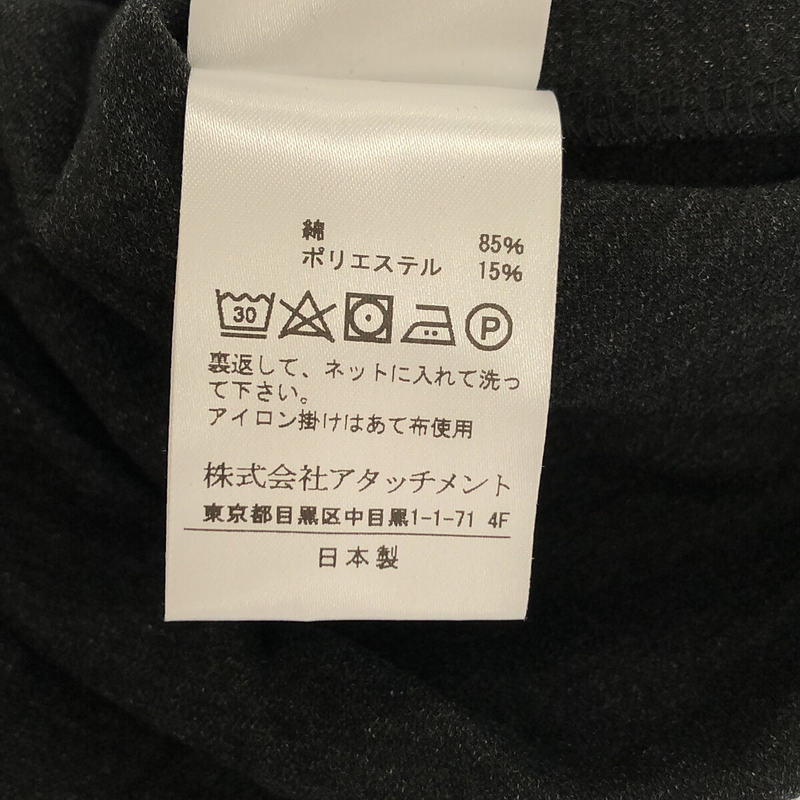 綿 85%
ポリエステル 15%
30 P
裏返して、ネットに入れて洗っ
て下さい。
アイロン掛けはあて布使用
株式会社アタッチメント
東京都目黒区中目黒1-1-71 4F
日本製